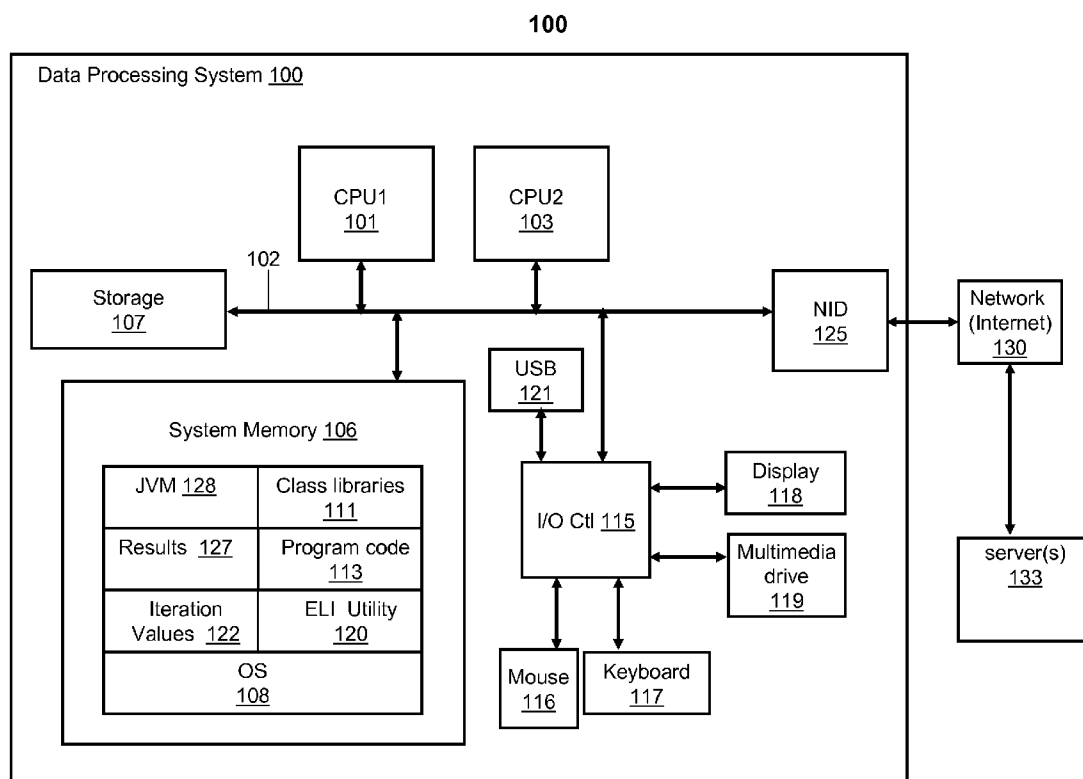 100
Data Processing System 100
CPU1
101
CPU2
103
102
Storage
107
NID
125
Network
(Internet)
130
USB
121
System Memory 106
JVM 128
Class libraries
111
Results 127
Program code
113
Iteration
Values 122
ELI Utility
120
OS
108
I/O Ctl 115
Display
118
Multimedia
drive
119
server(s)
133
Mouse
116
Keyboard
117